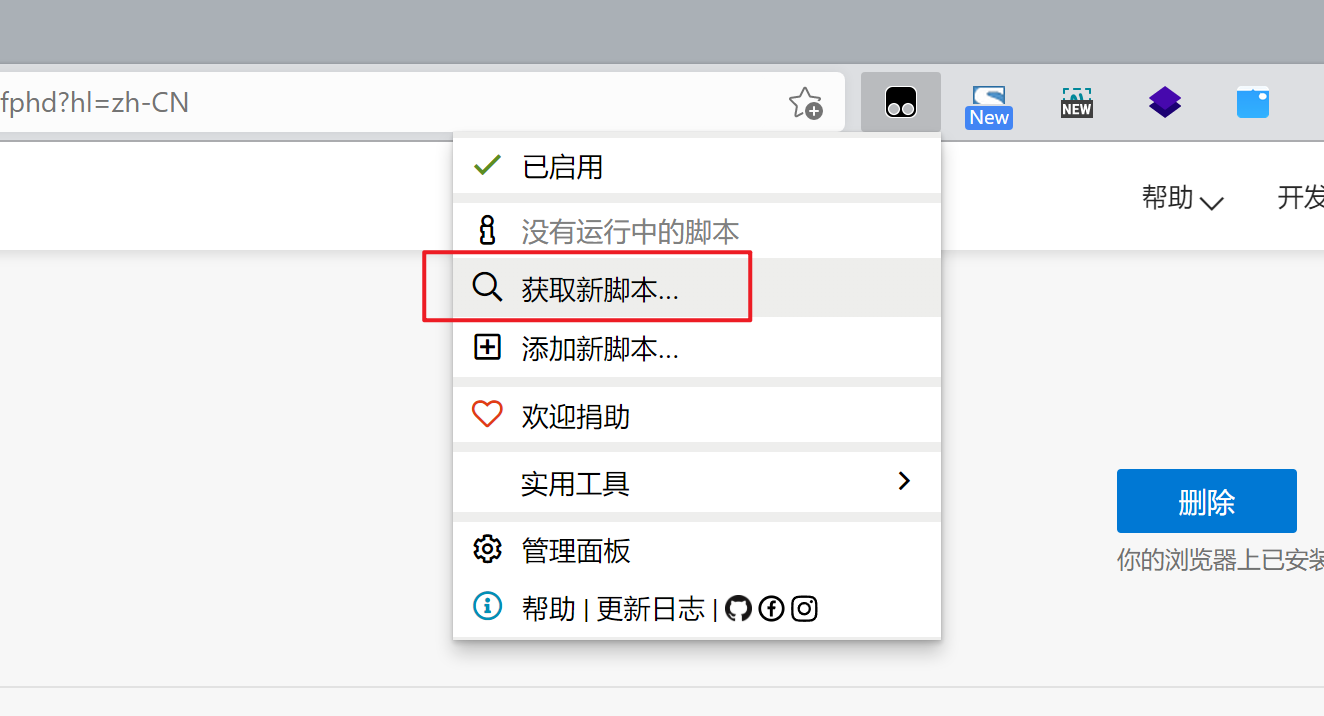 fphd?hl=zh-CN
New
NEW
已启用
帮助
开发
没有运行中的脚本
获取新脚本...
添加新脚本...
欢迎捐助
实用工具
删除
管理面板
你的浏览器上已安装
帮助 | 更新日志 |